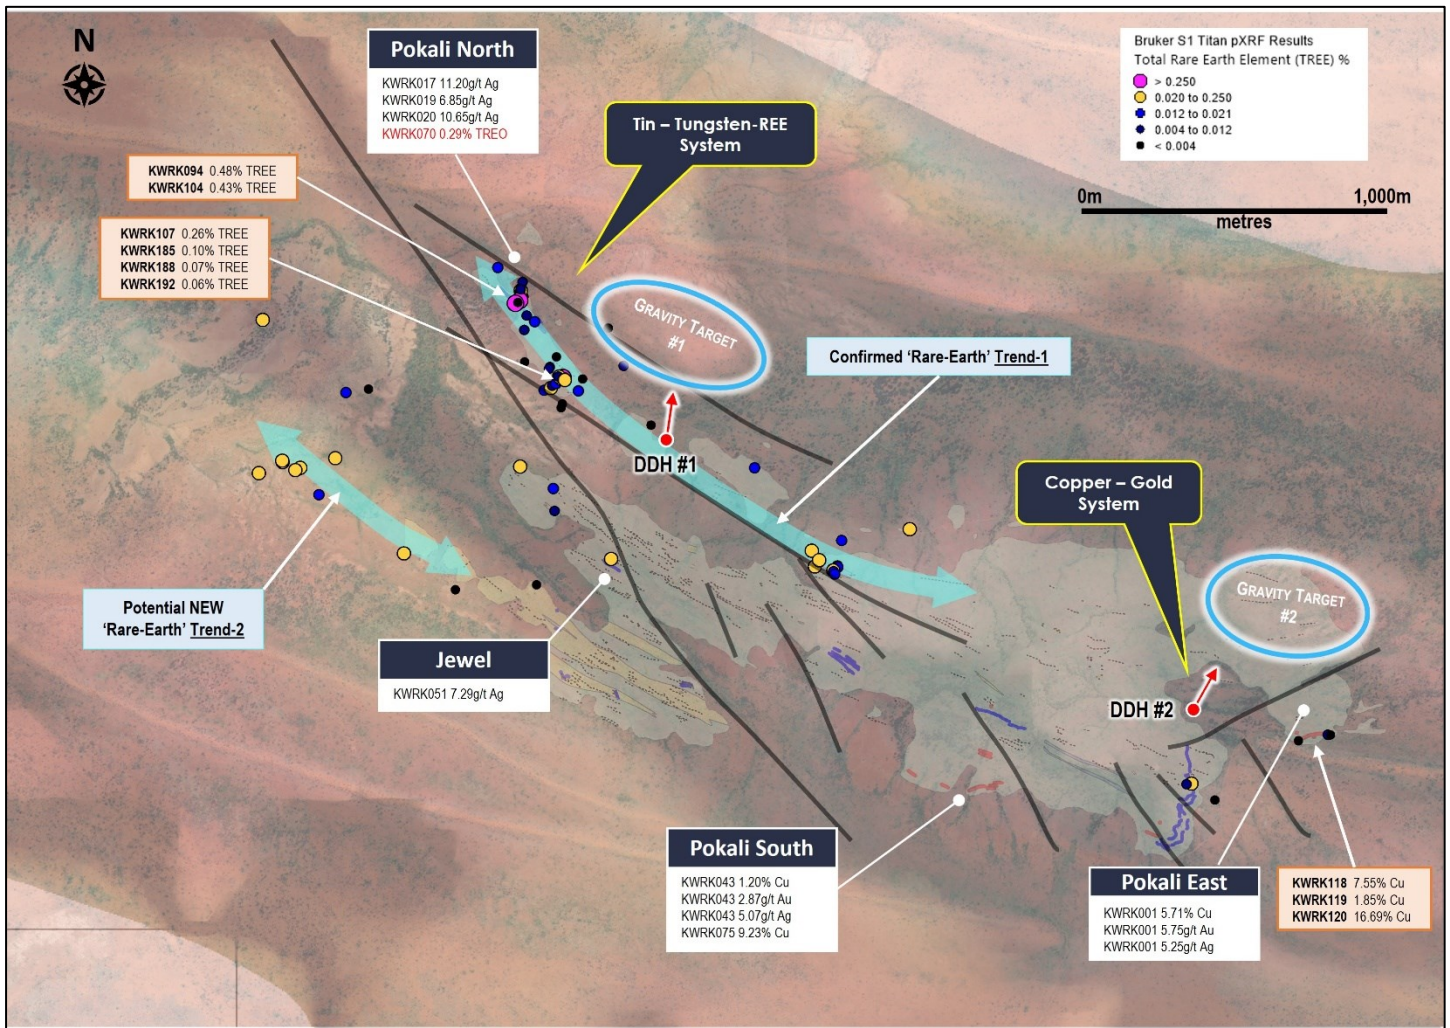 N
Pokali North
KWRK017 11.20g/t Ag
KWRK019 6.85g/t Ag
KWRK020 10.65g/t Ag
KWRK070 0.29% TREO
Tin – Tungsten-REE
System
Bruker S1 Titan pXRF Results
Total Rare Earth Element (TREE) %
> 0.250
0.020 to 0.250
0.012 to 0.021
0.004 to 0.012
< 0.004
0m 1,000m
metres
KWRK094 0.48% TREE
KWRK104 0.43% TREE
KWRK107 0.26% TREE
KWRK185 0.10% TREE
KWRK188 0.07% TREE
KWRK192 0.06% TREE
GRAVITY TARGET
#1
Confirmed ‘Rare-Earth’ Trend-1
DDH #1
Copper – Gold
System
GRAVITY TARGET
#2
Potential NEW
‘Rare-Earth’ Trend-2
Jewel
KWRK051 7.29g/t Ag
DDH #2
Pokali South
KWRK043 1.20% Cu
KWRK043 2.87g/t Au
KWRK043 5.07g/t Ag
KWRK075 9.23% Cu
Pokali East
KWRK001 5.71% Cu
KWRK001 5.75g/t Au
KWRK001 5.25g/t Ag
KWRK118 7.55% Cu
KWRK119 1.85% Cu
KWRK120 16.69% Cu